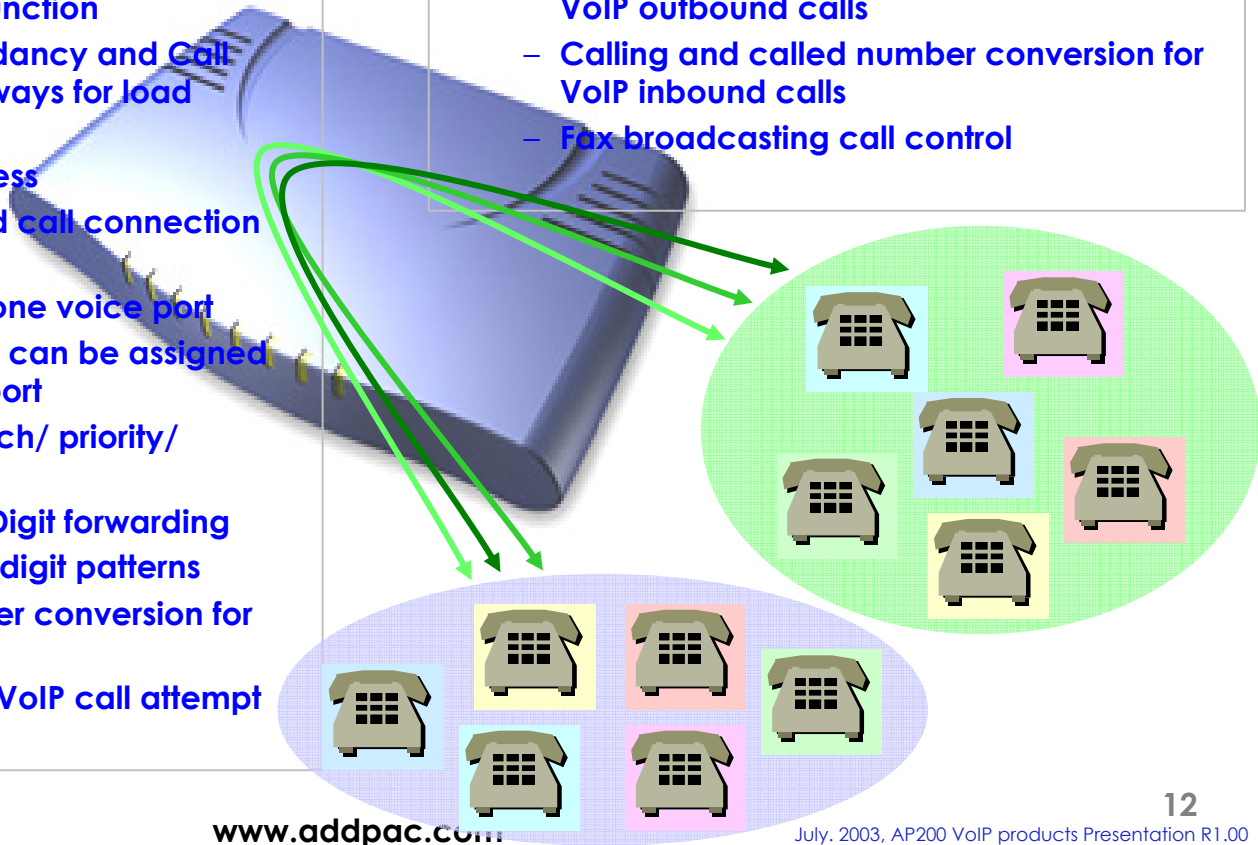 unction
dancy and Call
ways for load
ess
d call connection
one voice port
can be assigned
port
ch/ priority/
Digit forwarding
digit patterns
er conversion for
VoIP call attempt
VoIP outbound calls
– Calling and called number conversion for
VoIP inbound calls
– Fax broadcasting call control
www.addpac.com
12
July. 2003, AP200 VoIP products Presentation R1.00